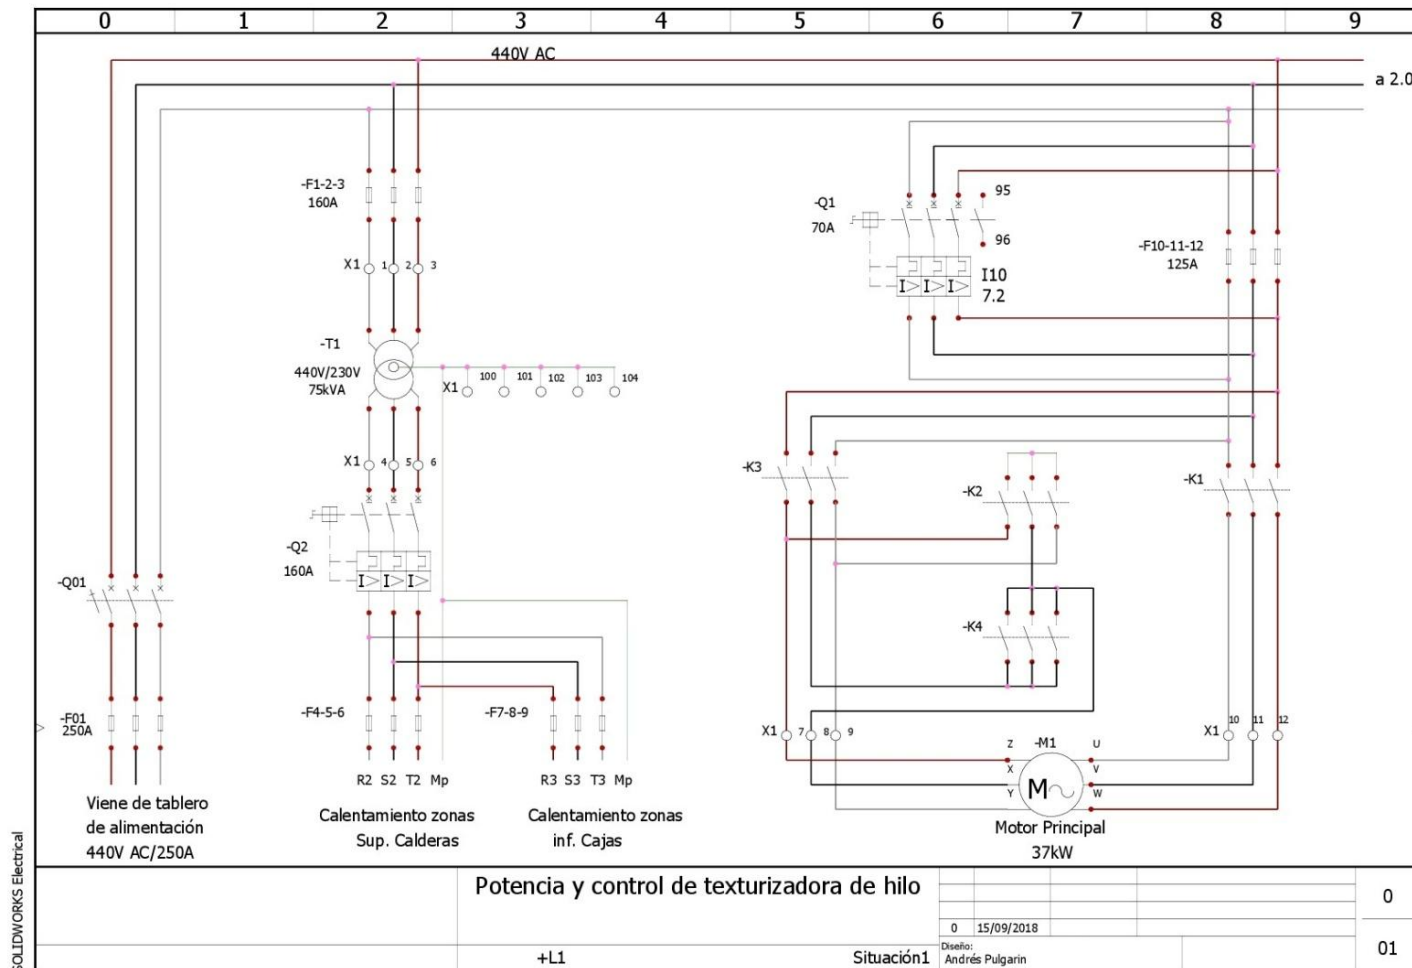 0 1 2 3 4 5 6 7 8 9
440V AC
a 2.0
-F1-2-3
160A
-Q1
70A
95
96
-F10-11-12
125A
X1 1 2 3
I10
7.2
I> I> I>
-T1
440V/230V
75kVA
X1 100 101 102 103 104
X1 4 5 6
-K3
-K2
-K1
-Q2
160A
I> I> I>
-Q01
-K4
-F01
250A
-F4-5-6
-F7-8-9
X1 7 8 9
X1 10 11 12
-M1
Z U
X V
Y W
M
R2 S2 T2 Mp
R3 S3 T3 Mp
Viene de tablero
de alimentación
440V AC/250A
Calentamiento zonas
Sup. Calderas
Calentamiento zonas
inf. Cajas
Motor Principal
37kW
SOLIDWORKS Electrical
Potencia y control de texturizadora de hilo
0
0 15/09/2018
+L1
Situación1
Diseño:
Andrés Pulgarin
01